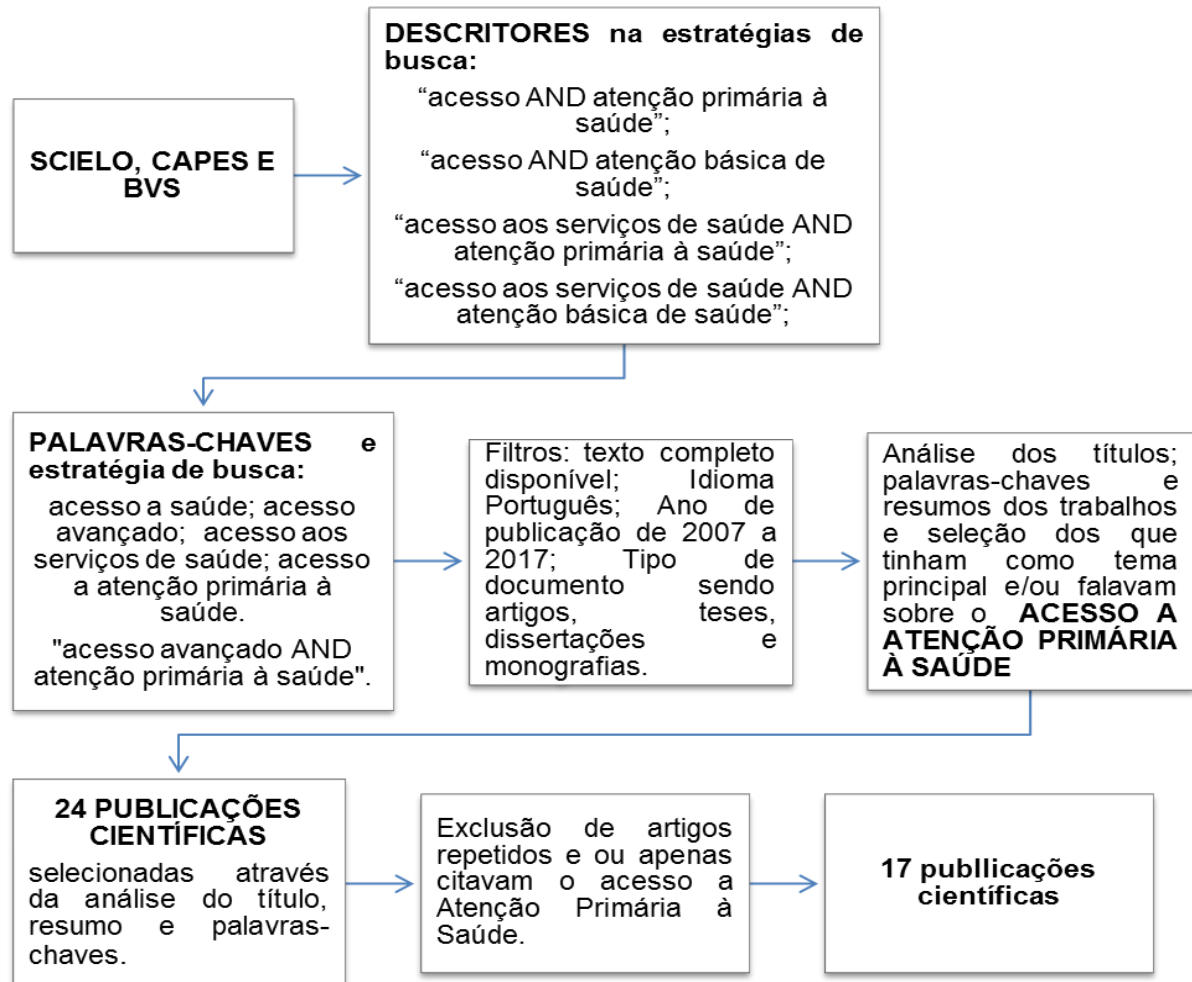 SCIELO, CAPES E
BVS
DESCRITORES na estratégias de
busca:
“acesso AND atenção primária à
saúde”;
“acesso AND atenção básica de
saúde”;
“acesso aos serviços de saúde AND
atenção primária à saúde”;
“acesso aos serviços de saúde AND
atenção básica de saúde”;
PALAVRAS-CHAVES e
estratégia de busca:
acesso a saúde; acesso
avançado; acesso aos
serviços de saúde; acesso
a atenção primária à
saúde.
"acesso avançado AND
atenção primária à saúde".
Filtros: texto completo
disponível; Idioma
Português; Ano de
publicação de 2007 a
2017; Tipo de
documento sendo
artigos, teses,
dissertações e
monografias.
Análise dos títulos;
palavras-chaves e
resumos dos trabalhos
e seleção dos que
tinham como tema
principal e/ou falavam
sobre o ACESSO A
ATENÇÃO PRIMÁRIA
À SAÚDE
24 PUBLICAÇÕES
CIENTÍFICAS
selecionadas através
da análise do título,
resumo e palavras-
chaves.
Exclusão de artigos
repetidos e ou apenas
citavam o acesso a
Atenção Primária à
Saúde.
17 publlicações
científicas